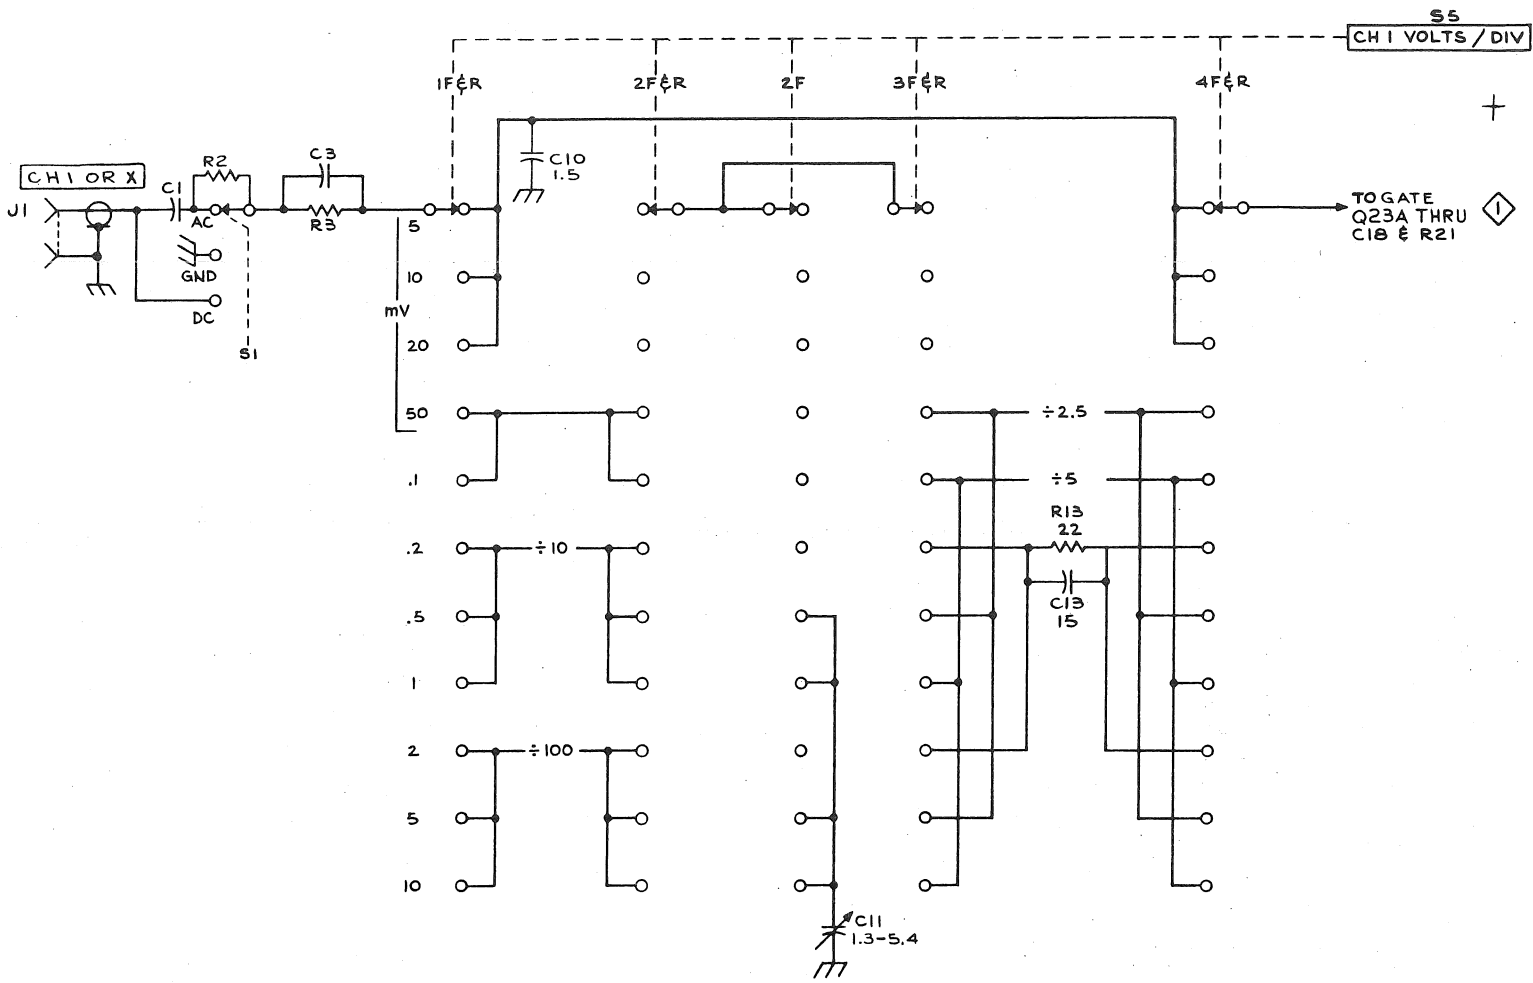 S5
CH 1 VOLTS / DIV
1F&R
2F&R
2F
3F&R
4F&R
CH 1 OR X
J1
C1
R2
AC
GND
DC
S1
C3
R3
C10
1.5
TO GATE
Q23A THRU
C18 & R21
1
5
10
mV
20
50
÷2.5
.1
÷5
R13
22
.2
÷10
C13
15
.5
1
2
÷100
5
10
C11
1.3-5.4